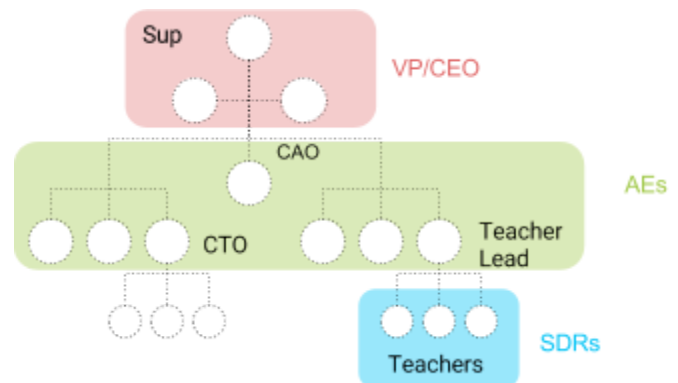 Sup
VP/CEO
CAO
AEs
CTO
Teacher
Lead
SDRs
Teachers